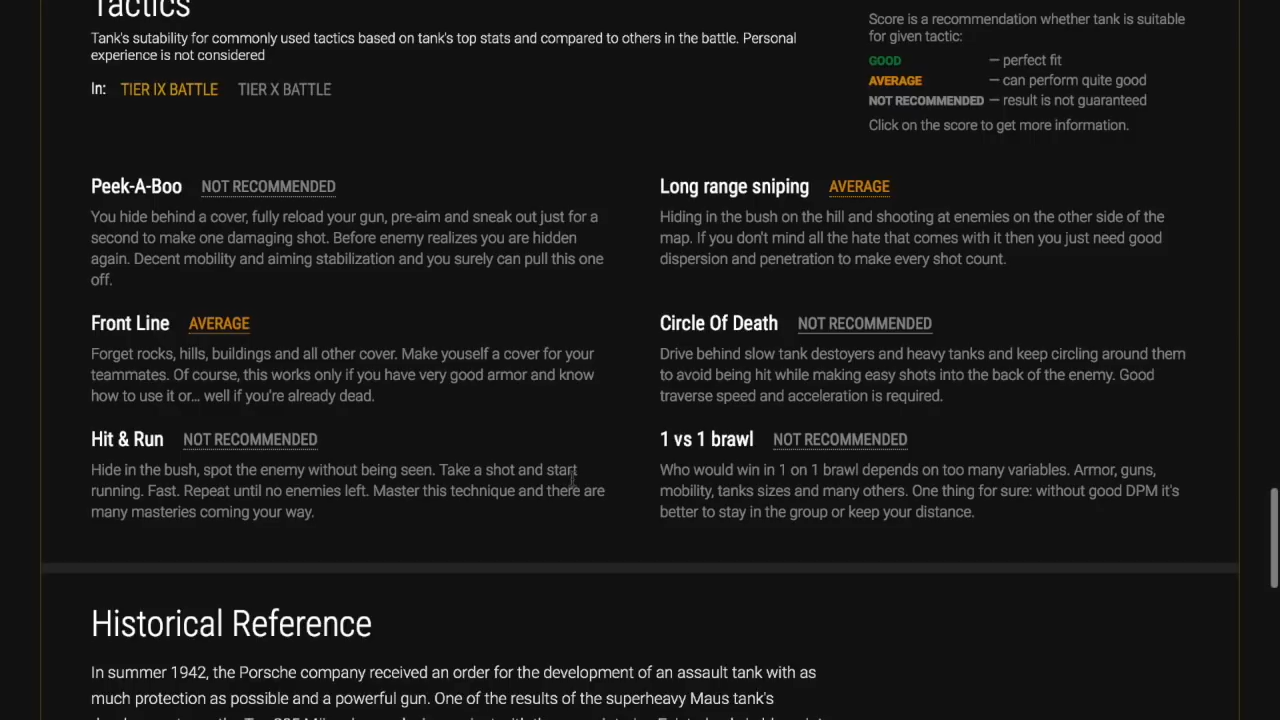 Tactics
Tank's sutability for commonly used tactics based on tank's top stats and compared to others in the battle. Personal
experience is not considered
In: TIER IX BATTLE TIER X BATTLE
Score is a recommendation whether tank is suitable
for given tactic:
GOOD — perfect fit
AVERAGE — can perform quite good
NOT RECOMMENDED — result is not guaranteed
Click on the score to get more information.
Peek-A-Boo NOT RECOMMENDED
You hide behind a cover, fully reload your gun, pre-aim and sneak out just for a
second to make one damaging shot. Before enemy realizes you are hidden
again. Decent mobility and aiming stabilization and you surely can pull this one
off.
Long range sniping AVERAGE
Hiding in the bush on the hill and shooting at enemies on the other side of the
map. If you don't mind all the hate that comes with it then you just need good
dispersion and penetration to make every shot count.
Front Line AVERAGE
Forget rocks, hills, buildings and all other cover. Make youself a cover for your
teammates. Of course, this works only if you have very good armor and know
how to use it or... well if you're already dead.
Circle Of Death NOT RECOMMENDED
Drive behind slow tank destoyers and heavy tanks and keep circling around them
to avoid being hit while making easy shots into the back of the enemy. Good
traverse speed and acceleration is required.
Hit & Run NOT RECOMMENDED
Hide in the bush, spot the enemy without being seen. Take a shot and start
running. Fast. Repeat until no enemies left. Master this technique and there are
many masteries coming your way.
1 vs 1 brawl NOT RECOMMENDED
Who would win in 1 on 1 brawl depends on too many variables. Armor, guns,
mobility, tanks sizes and many others. One thing for sure: without good DPM it's
better to stay in the group or keep your distance.
Historical Reference
In summer 1942, the Porsche company received an order for the development of an assault tank with as
much protection as possible and a powerful gun. One of the results of the superheavy Maus tank's